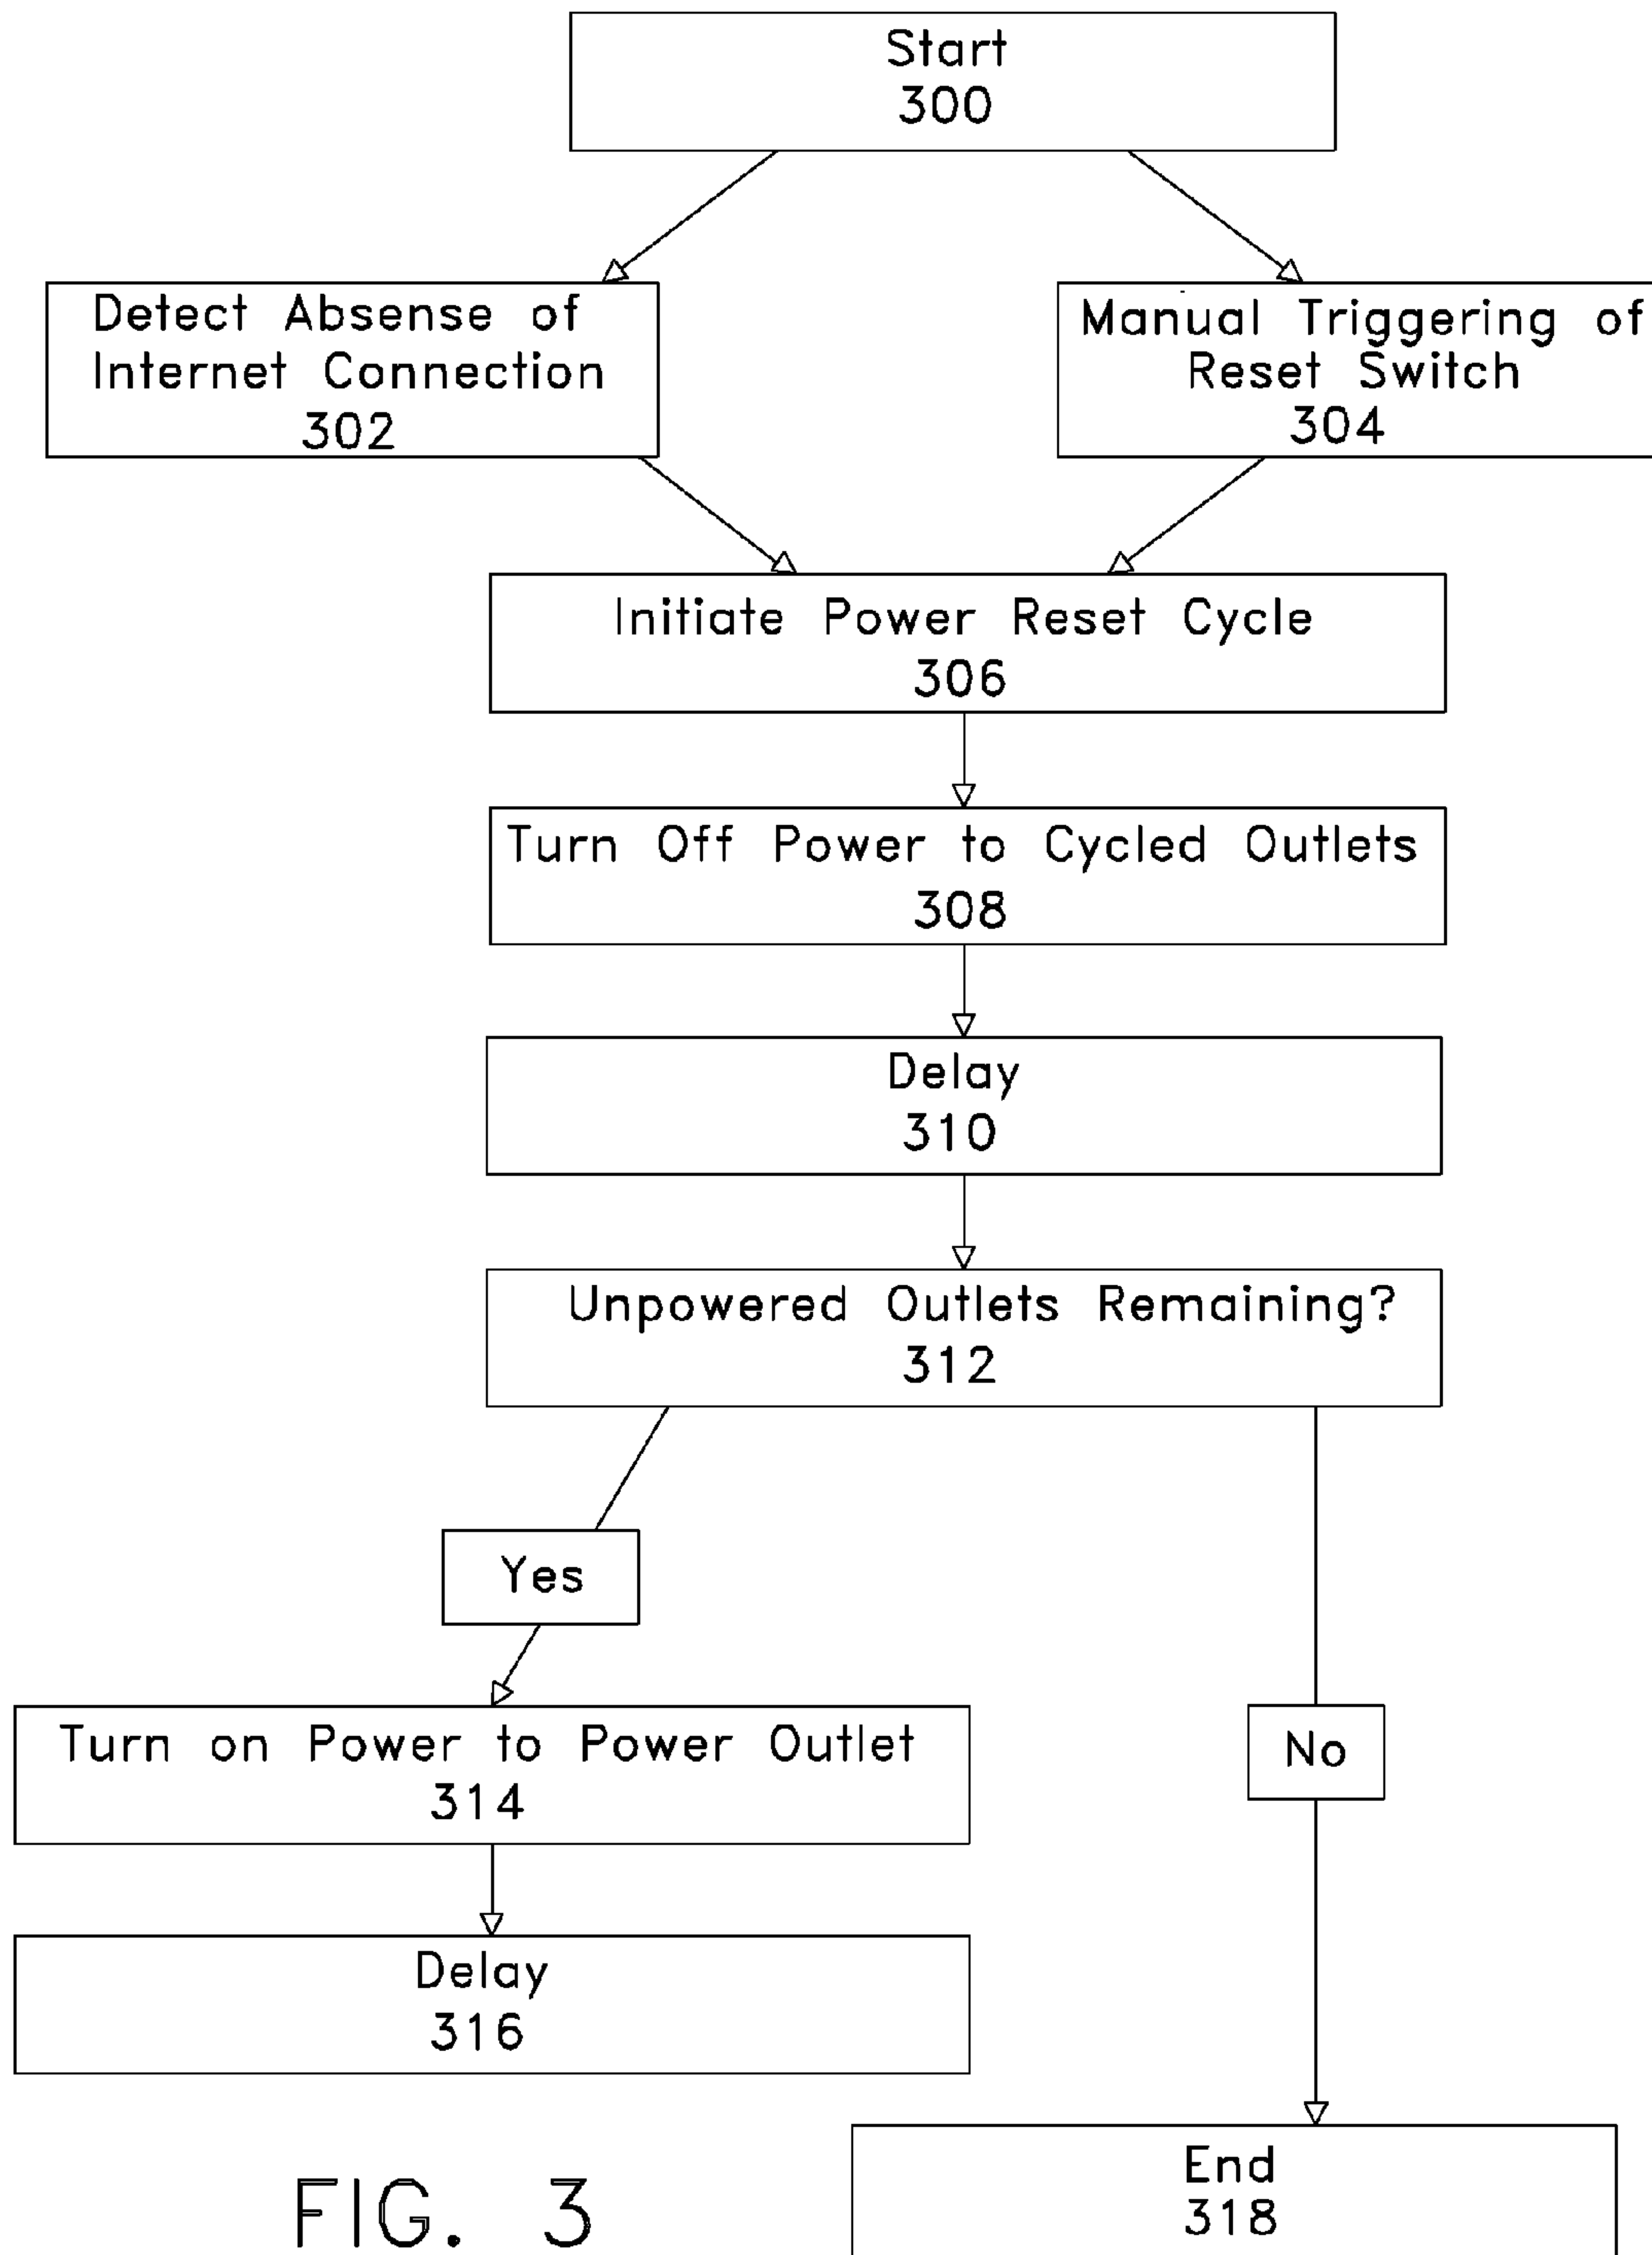 Start
300
Detect Absense of
Internet Connection
302
Manual Triggering of
Reset Switch
304
Initiate Power Reset Cycle
306
Turn Off Power to Cycled Outlets
308
Delay
310
Unpowered Outlets Remaining?
312
Yes
Turn on Power to Power Outlet
314
No
Delay
316
End
318
FIG. 3